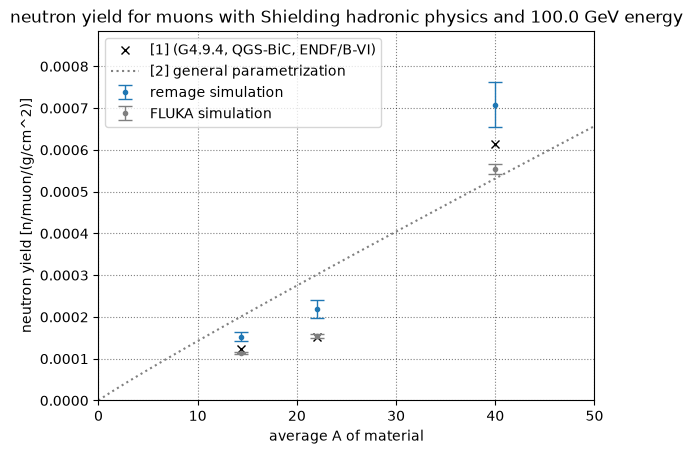 neutron yield for muons with Shielding hadronic physics and 100.0 GeV energy
[1] (G4.9.4, QGS-BiC, ENDF/B-VI)
[2] general parametrization
remage simulation
FLUKA simulation
neutron yield [n/muon/(g/cm^2)]
0.0008
0.0007
0.0006
0.0005
0.0004
0.0003
0.0002
0.0001
0.0000
0 10 20 30 40 50
average A of material